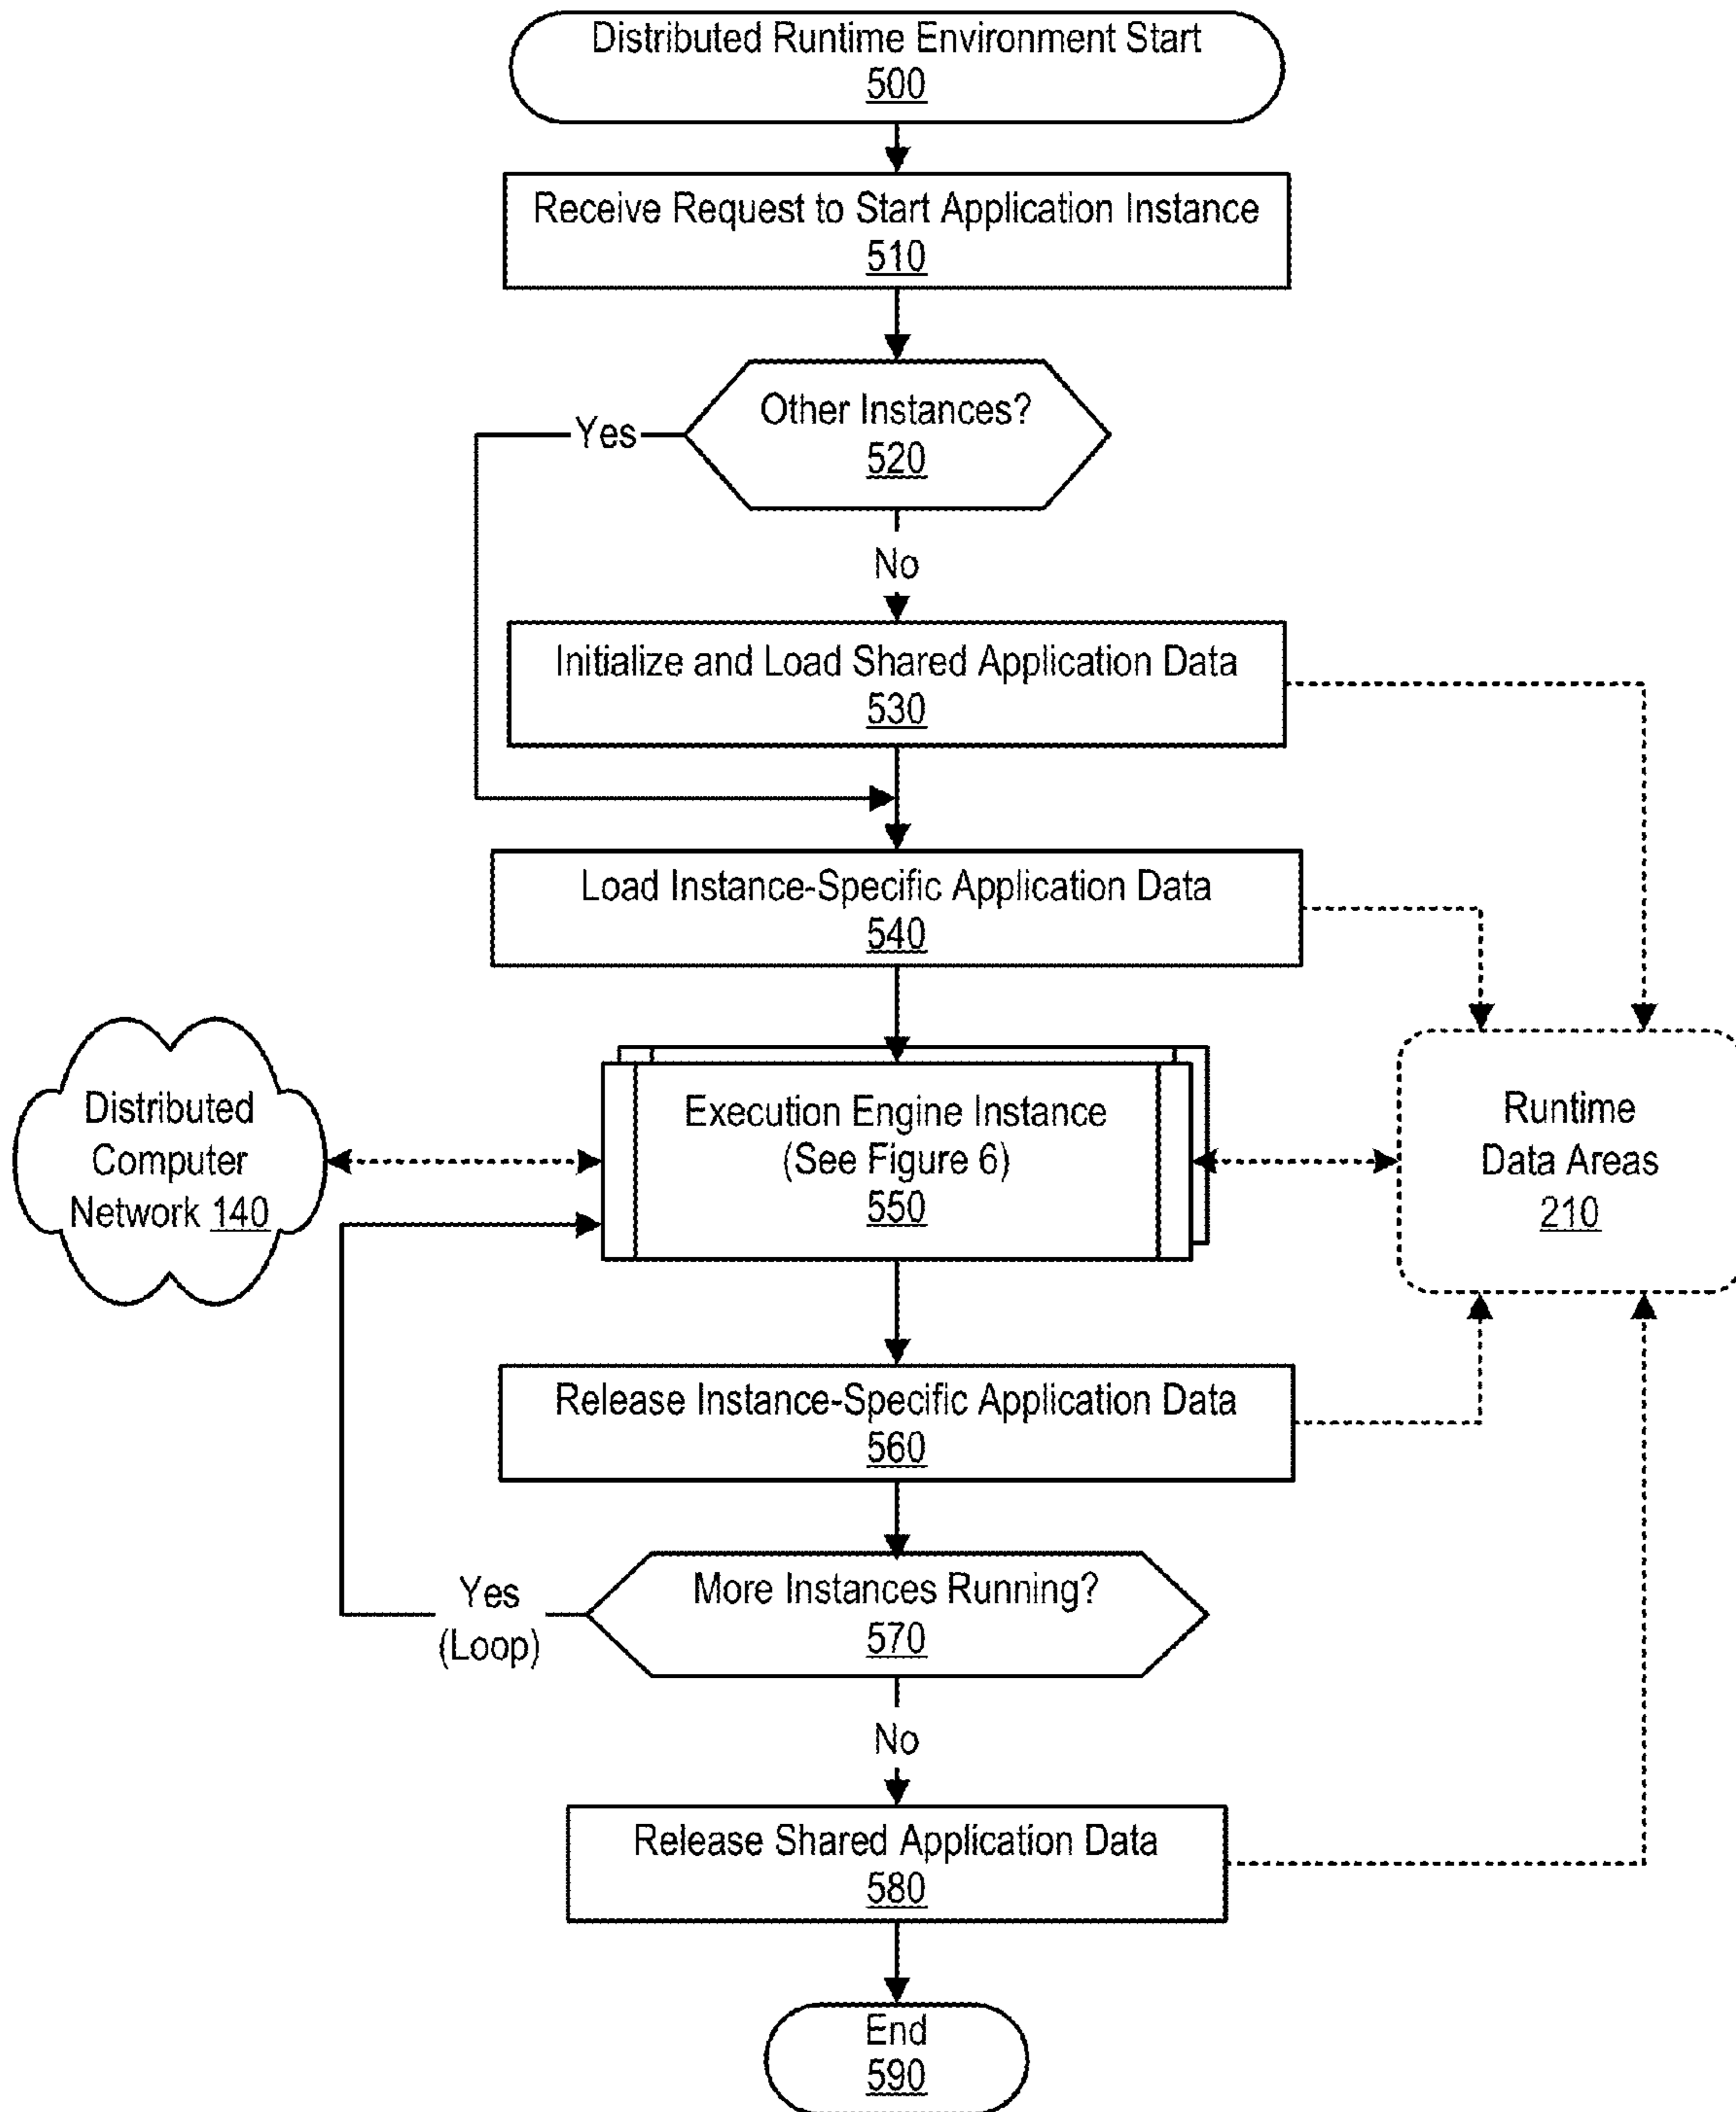 Distributed Runtime Environment Start
500
Receive Request to Start Application Instance
510
Other Instances?
520
Yes
No
Initialize and Load Shared Application Data
530
Load Instance-Specific Application Data
540
Distributed
Computer
Network 140
Execution Engine Instance
(See Figure 6)
550
Runtime
Data Areas
210
Release Instance-Specific Application Data
560
More Instances Running?
570
Yes
(Loop)
No
Release Shared Application Data
580
End
590